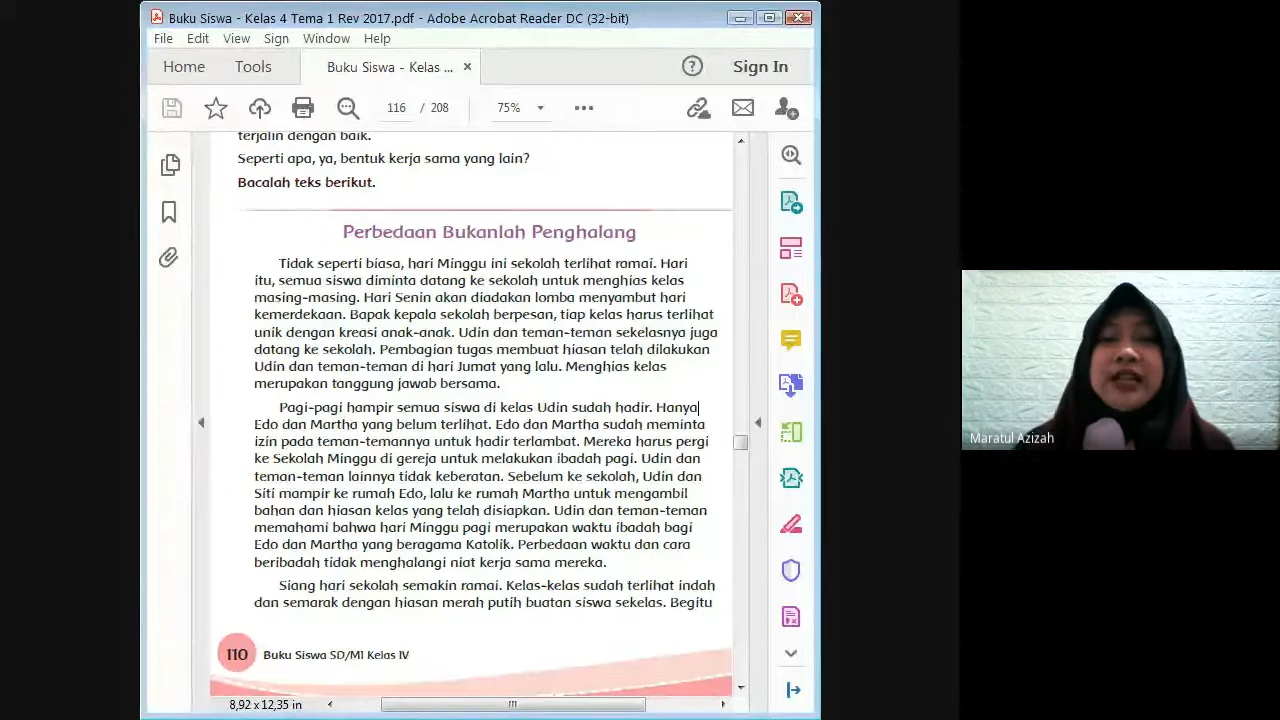 Buku Siswa - Kelas 4 Tema 1 Rev 2017.pdf - Adobe Acrobat Reader DC (32-bit)
File Edit View Sign Window Help
Home Tools Buku Siswa - Kelas ... × Sign In
116 / 208 75%
terjalin dengan baik.
Seperti apa, ya, bentuk kerja sama yang lain?
Bacalah teks berikut.
Perbedaan Bukanlah Penghalang
Tidak seperti biasa, hari Minggu ini sekolah terlihat ramai. Hari
itu, semua siswa diminta datang ke sekolah untuk menghias kelas
masing-masing. Hari Senin akan diadakan lomba menyambut hari
kemerdekaan. Bapak kepala sekolah berpesan, tiap kelas harus terlihat
unik dengan kreasi anak-anak. Udin dan teman-teman sekelasnya juga
datang ke sekolah. Pembagian tugas membuat hiasan telah dilakukan
Udin dan teman-teman di hari Jumat yang lalu. Menghias kelas
merupakan tanggung jawab bersama.
Pagi-pagi hampir semua siswa di kelas Udin sudah hadir. Hanya
Edo dan Martha yang belum terlihat. Edo dan Martha sudah meminta
izin pada teman-temannya untuk hadir terlambat. Mereka harus pergi
ke Sekolah Minggu di gereja untuk melakukan ibadah pagi. Udin dan
teman-teman lainnya tidak keberatan. Sebelum ke sekolah, Udin dan
Siti mampir ke rumah Edo, lalu ke rumah Martha untuk mengambil
bahan dan hiasan kelas yang telah disiapkan. Udin dan teman-teman
memahami bahwa hari Minggu pagi merupakan waktu ibadah bagi
Edo dan Martha yang beragama Katolik. Perbedaan waktu dan cara
beribadah tidak menghalangi niat kerja sama mereka.
Siang hari sekolah semakin ramai. Kelas-kelas sudah terlihat indah
dan semarak dengan hiasan merah putih buatan siswa sekelas. Begitu
110 Buku Siswa SD/MI Kelas IV
8,92 x 12,35 in
Maratul Azizah